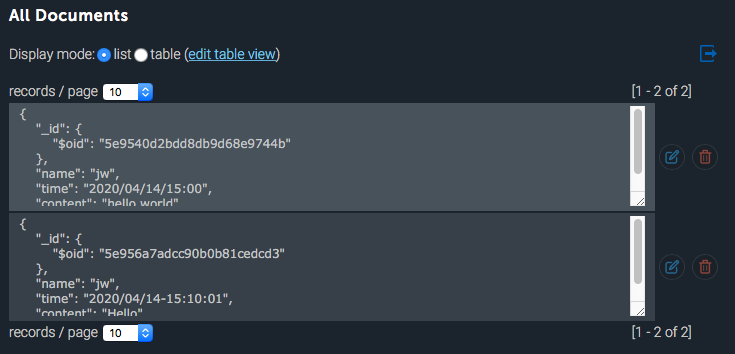 All Documents
Display mode: list table (edit table view)
records / page 10 [1 - 2 of 2]
{
"_id": {
"$oid": "5e9540d2bdd8db9d68e9744b"
},
"name": "jw",
"time": "2020/04/14/15:00",
"content": "hello world"
{
"_id": {
"$oid": "5e956a7adcc90b0b81cedcd3"
},
"name": "jw",
"time": "2020/04/14-15:10:01",
"content": "Hello"
records / page 10 [1 - 2 of 2]